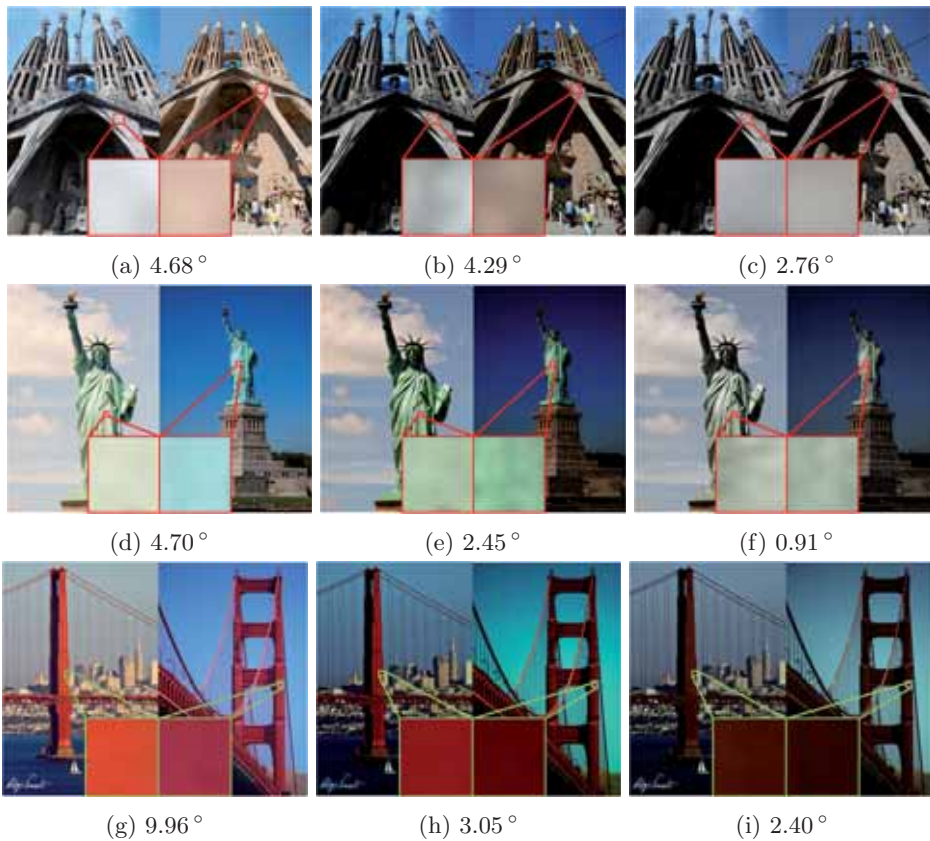 (a) 4.68° (b) 4.29° (c) 2.76°
(d) 4.70° (e) 2.45° (f) 0.91°
(g) 9.96° (h) 3.05° (i) 2.40°